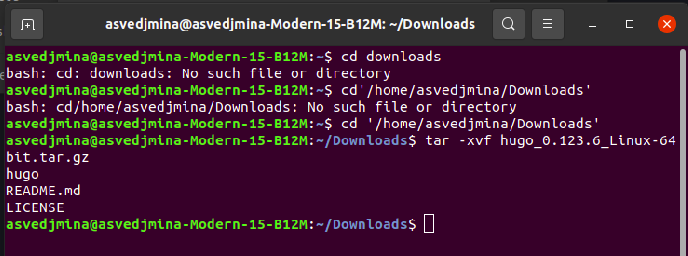 asvedjmina@asvedjmina-Modern-15-B12M: ~/Downloads
asvedjmina@asvedjmina-Modern-15-B12M:~$ cd downloads
bash: cd: downloads: No such file or directory
asvedjmina@asvedjmina-Modern-15-B12M:~$ cd'/home/asvedjmina/Downloads'
bash: cd/home/asvedjmina/Downloads: No such file or directory
asvedjmina@asvedjmina-Modern-15-B12M:~$ cd '/home/asvedjmina/Downloads'
asvedjmina@asvedjmina-Modern-15-B12M:~/Downloads$ tar -xvf hugo_0.123.6_Linux-64
bit.tar.gz
hugo
README.md
LICENSE
asvedjmina@asvedjmina-Modern-15-B12M:~/Downloads$